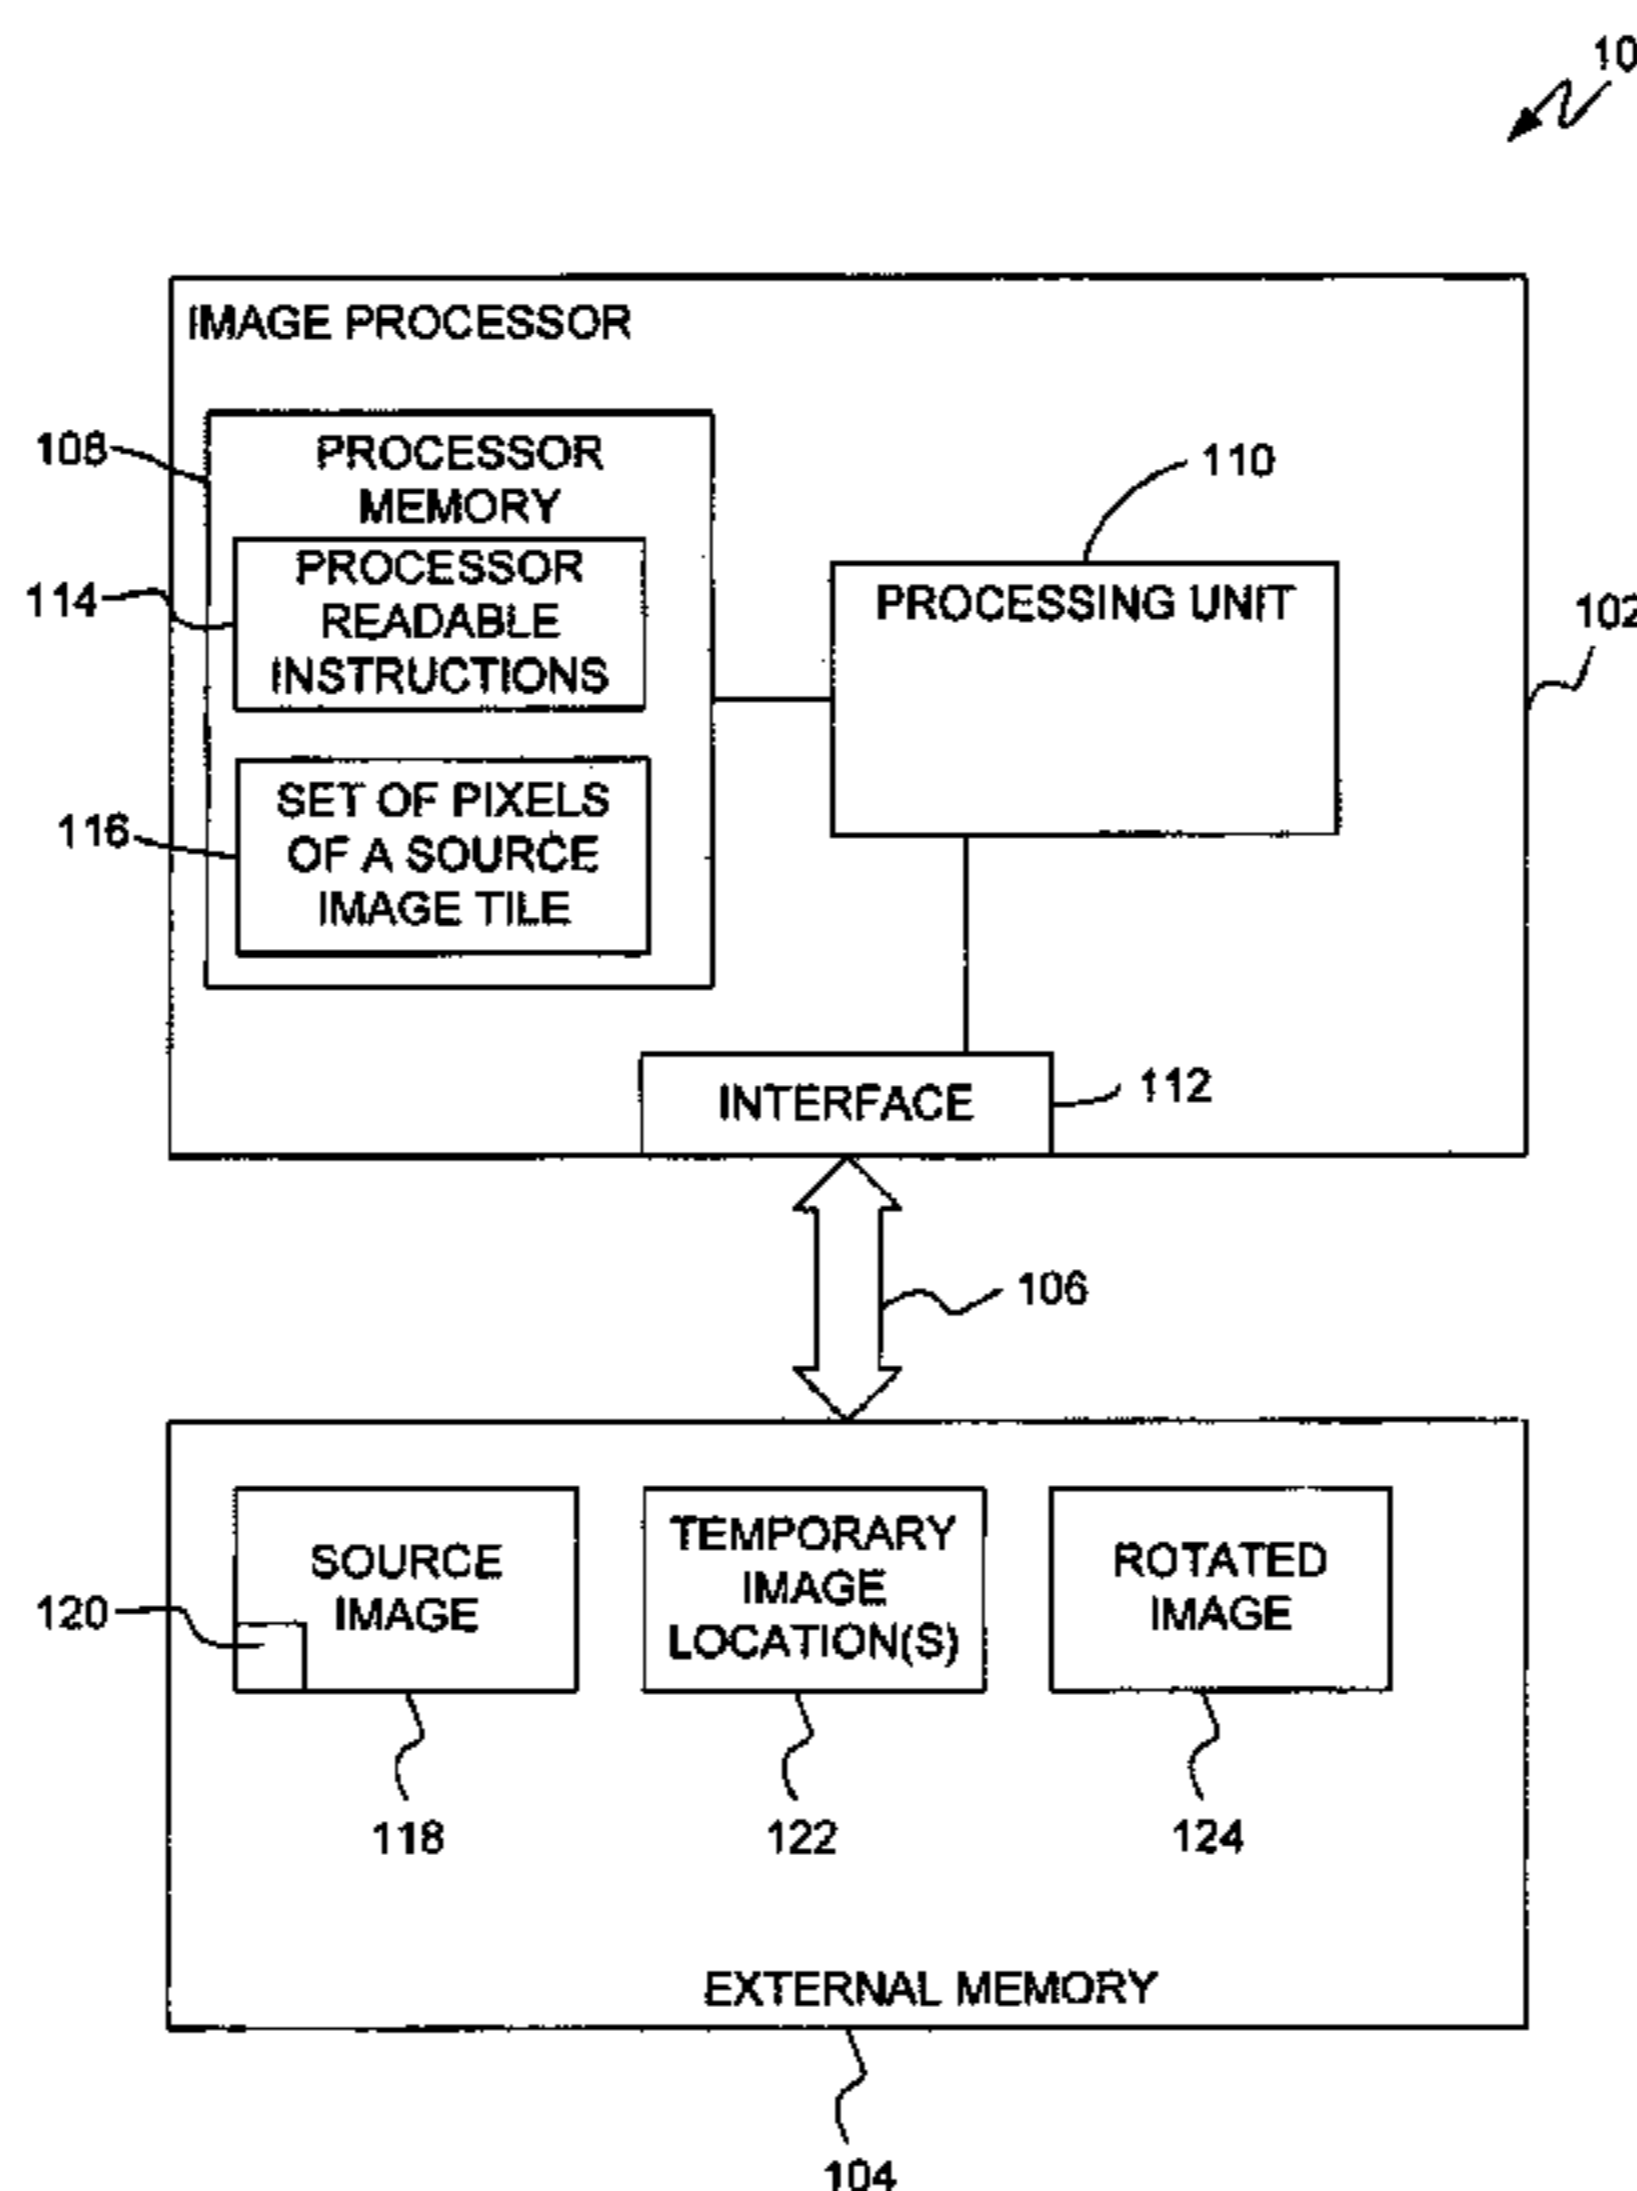 10
IMAGE PROCESSOR
108
PROCESSOR
MEMORY
110
114
PROCESSOR
READABLE
INSTRUCTIONS
PROCESSING UNIT
102
116
SET OF PIXELS
OF A SOURCE
IMAGE TILE
INTERFACE
112
106
120
SOURCE
IMAGE
TEMPORARY
IMAGE
LOCATION(S)
ROTATED
IMAGE
118
122
124
EXTERNAL MEMORY
104